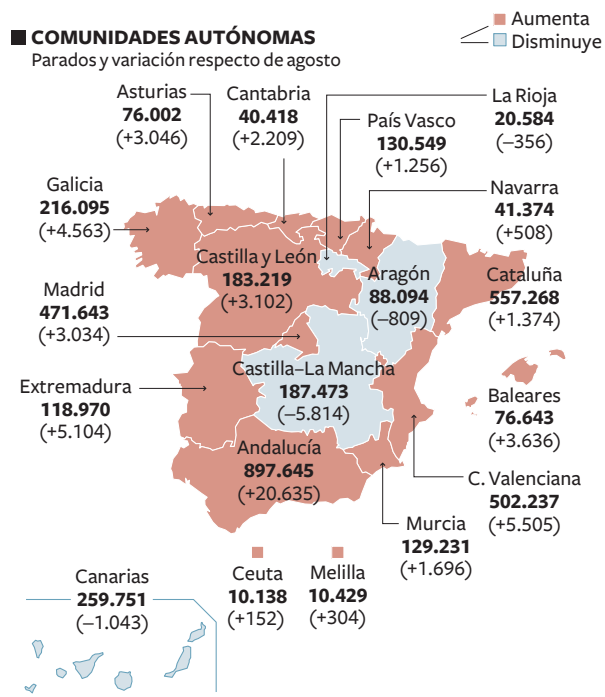 ■ COMUNIDADES AUTÓNOMAS
Parados y variación respecto de agosto
Aumenta
Disminuye
Asturias
76.002
(+3.046)
Cantabria
40.418
(+2.209)
País Vasco
130.549
(+1.256)
La Rioja
20.584
(–356)
Galicia
216.095
(+4.563)
Navarra
41.374
(+508)
Castilla y León
183.219
(+3.102)
Aragón
88.094
(–809)
Cataluña
557.268
(+1.374)
Madrid
471.643
(+3.034)
Castilla–La Mancha
187.473
(–5.814)
Extremadura
118.970
(+5.104)
Baleares
76.643
(+3.636)
Andalucía
897.645
(+20.635)
C. Valenciana
502.237
(+5.505)
Murcia
129.231
(+1.696)
Canarias
259.751
(–1.043)
Ceuta
10.138
(+152)
Melilla
10.429
(+304)